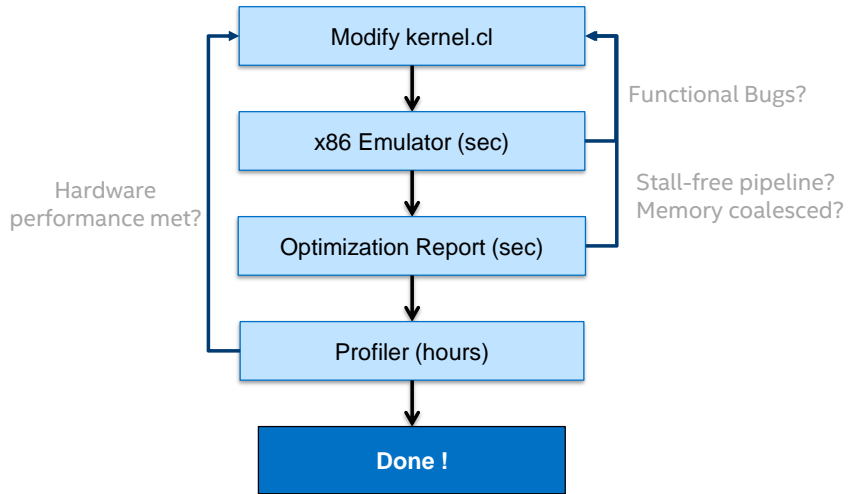 Modify kernel.cl
Functional Bugs?
x86 Emulator (sec)
Hardware
performance met?
Stall-free pipeline?
Memory coalesced?
Optimization Report (sec)
Profiler (hours)
Done !